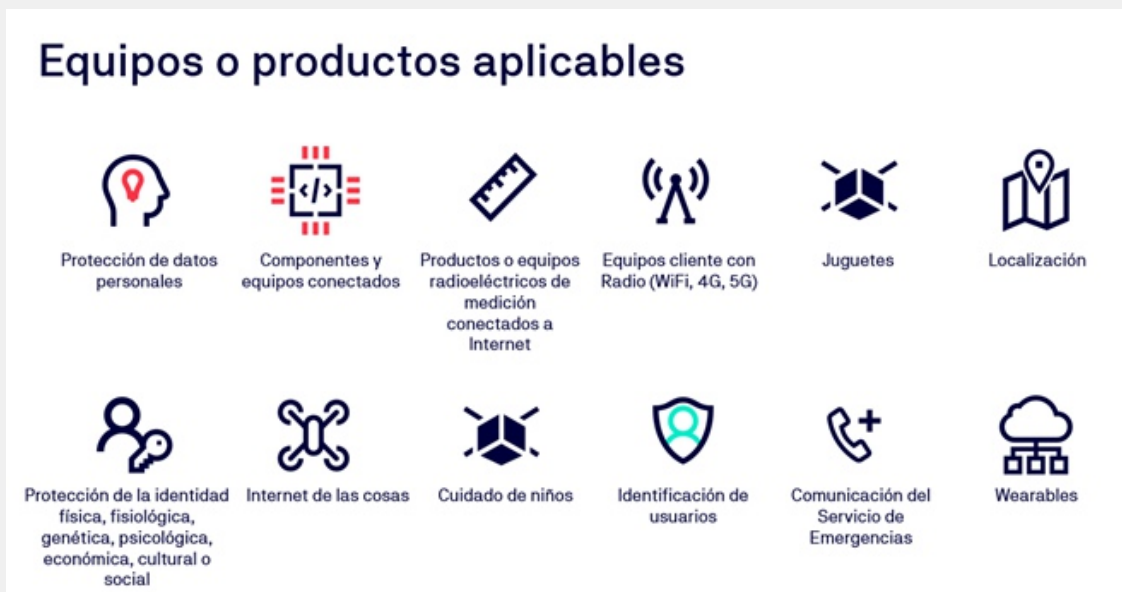 Equipos o productos aplicables
Protección de datos
personales
Componentes y
equipos conectados
Productos o equipos
radioeléctricos de
medición
conectados a
Internet
Equipos cliente con
Radio (WiFi, 4G, 5G)
Juguetes
Localización
Protección de la identidad
física, fisiológica,
genética, psicológica,
económica, cultural o
social
Internet de las cosas
Cuidado de niños
Identificación de
usuarios
Comunicación del
Servicio de
Emergencias
Wearables